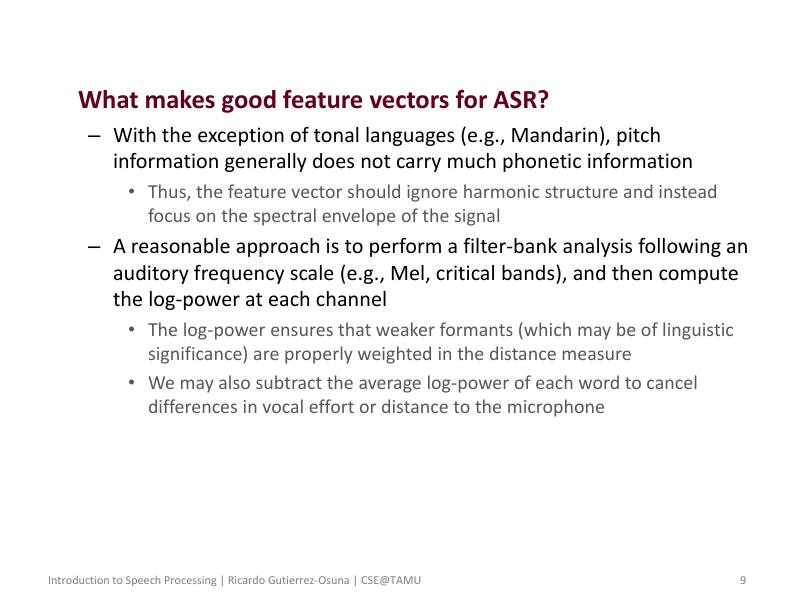 What makes good feature vectors for ASR?
– With the exception of tonal languages (e.g., Mandarin), pitch
information generally does not carry much phonetic information
• Thus, the feature vector should ignore harmonic structure and instead
focus on the spectral envelope of the signal
– A reasonable approach is to perform a filter-bank analysis following an
auditory frequency scale (e.g., Mel, critical bands), and then compute
the log-power at each channel
• The log-power ensures that weaker formants (which may be of linguistic
significance) are properly weighted in the distance measure
• We may also subtract the average log-power of each word to cancel
differences in vocal effort or distance to the microphone
Introduction to Speech Processing | Ricardo Gutierrez-Osuna | CSE@TAMU 9